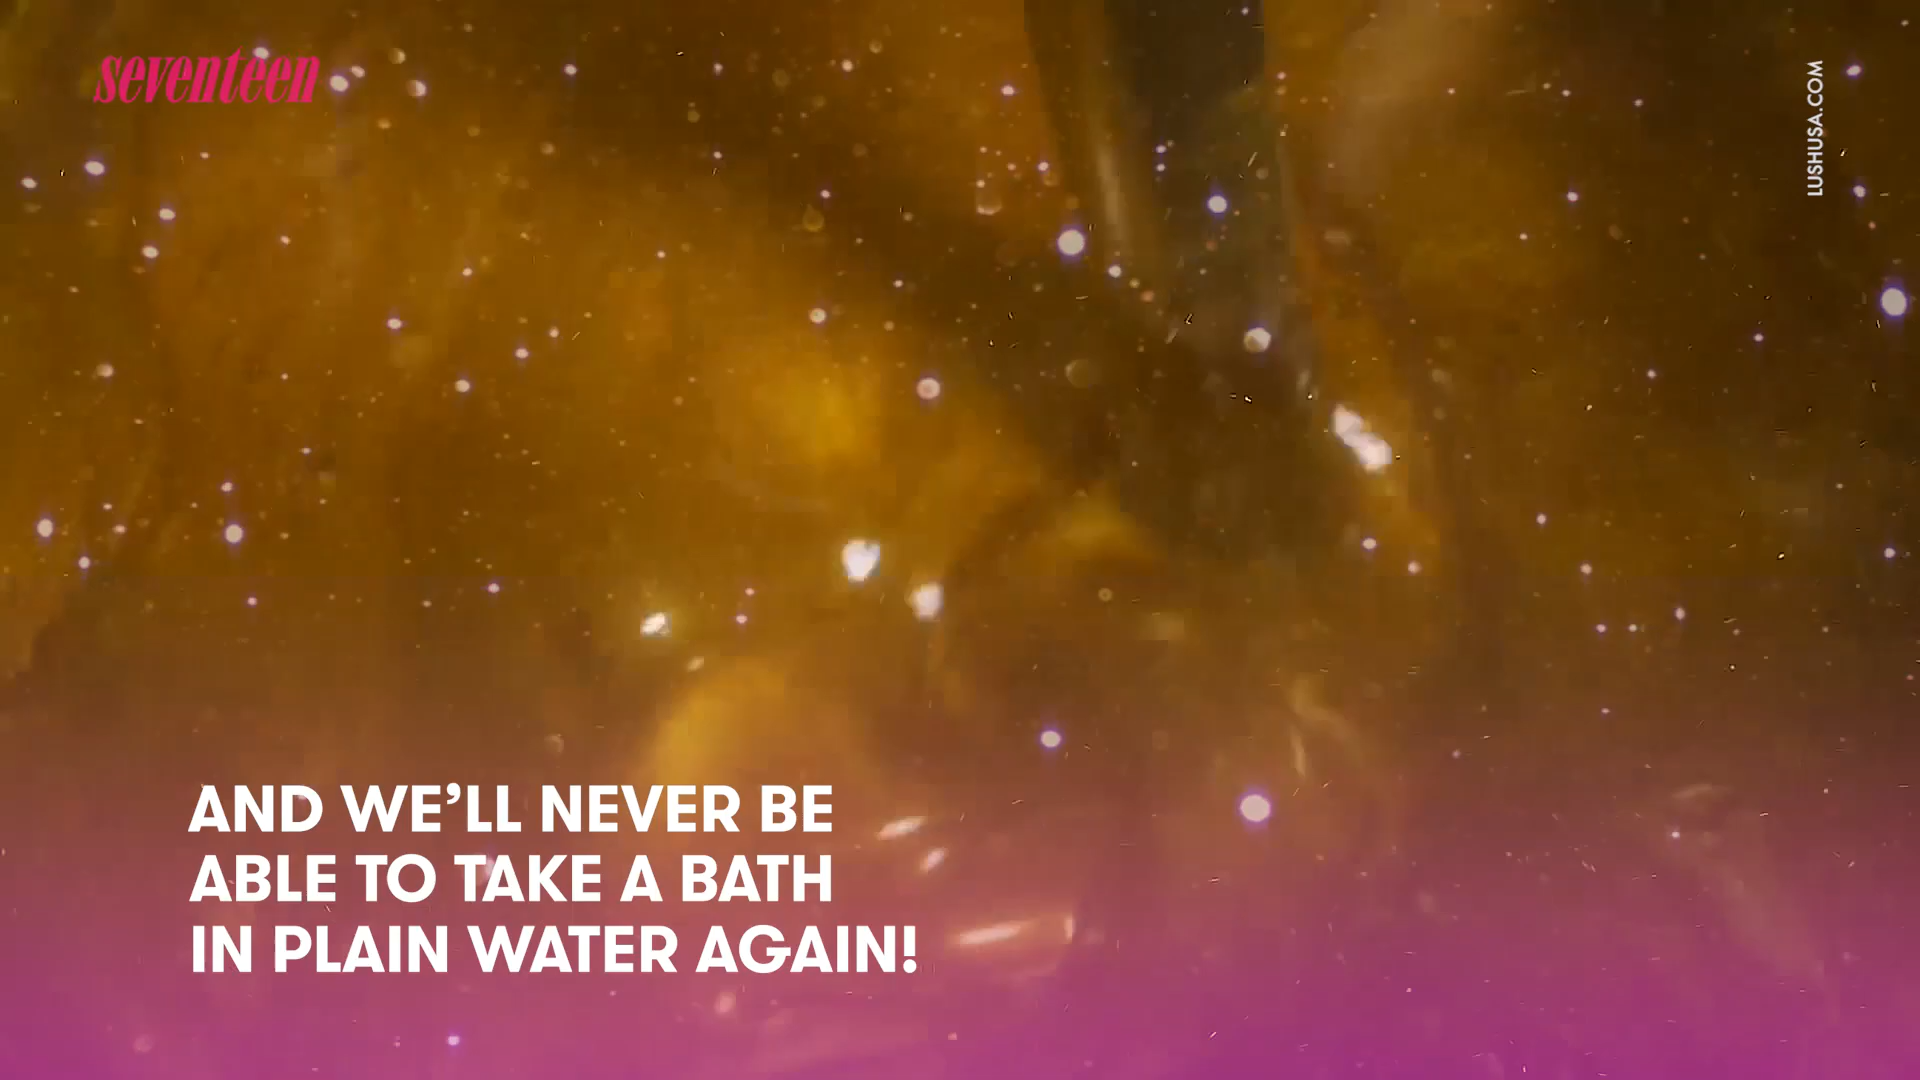 seventeen
LUSHUSA.COM
AND WE’LL NEVER BE
ABLE TO TAKE A BATH
IN PLAIN WATER AGAIN!